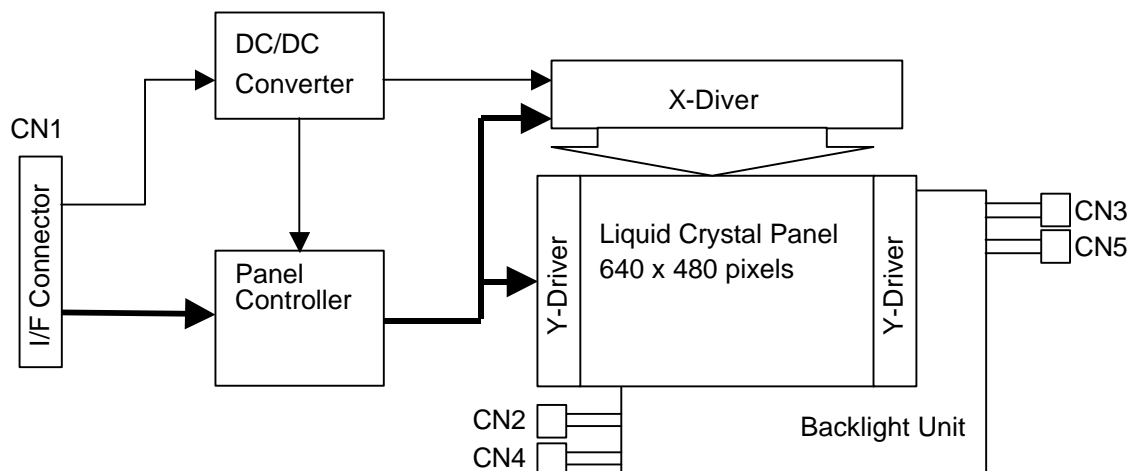 DC/DC
Converter
X-Diver
CN1
I/F Connector
Panel
Controller
Y-Driver
Liquid Crystal Panel
640 x 480 pixels
Y-Driver
CN3
CN5
CN2
CN4
Backlight Unit